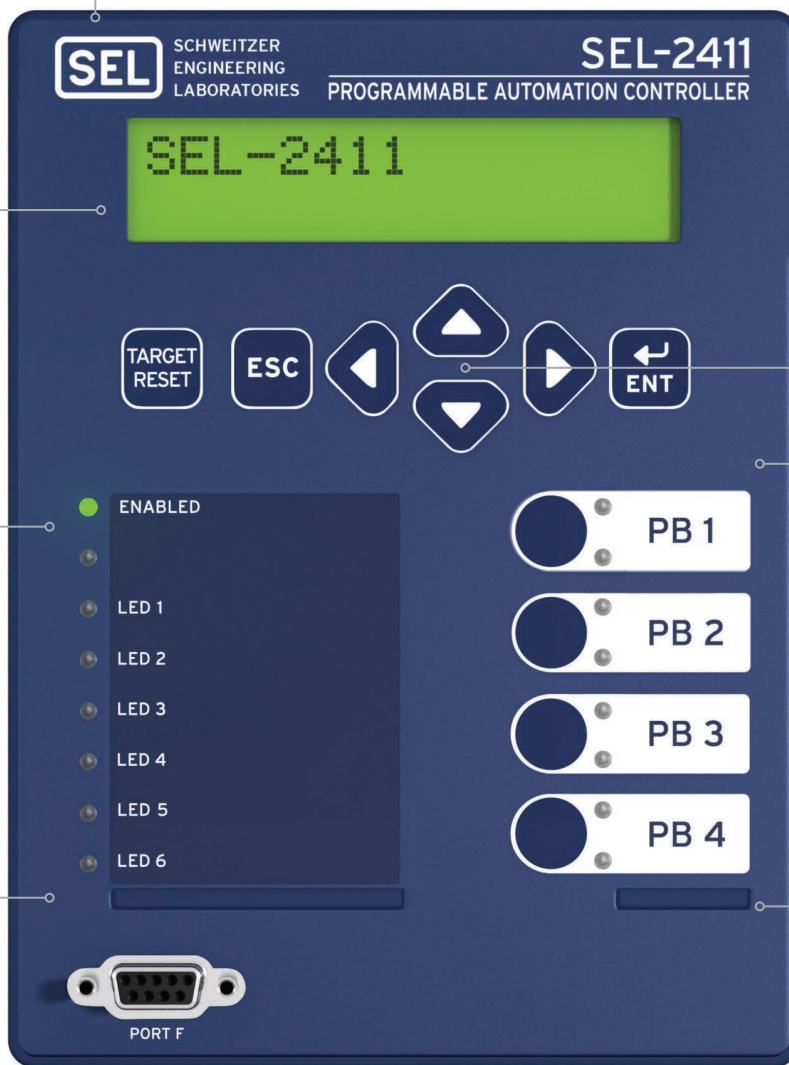 SEL
SCHWEITZER
ENGINEERING
LABORATORIES
SEL-2411
PROGRAMMABLE AUTOMATION CONTROLLER
SEL-2411
TARGET
RESET
ESC
ENT
ENABLED
LED 1
LED 2
LED 3
LED 4
LED 5
LED 6
PB 1
PB 2
PB 3
PB 4
PORT F